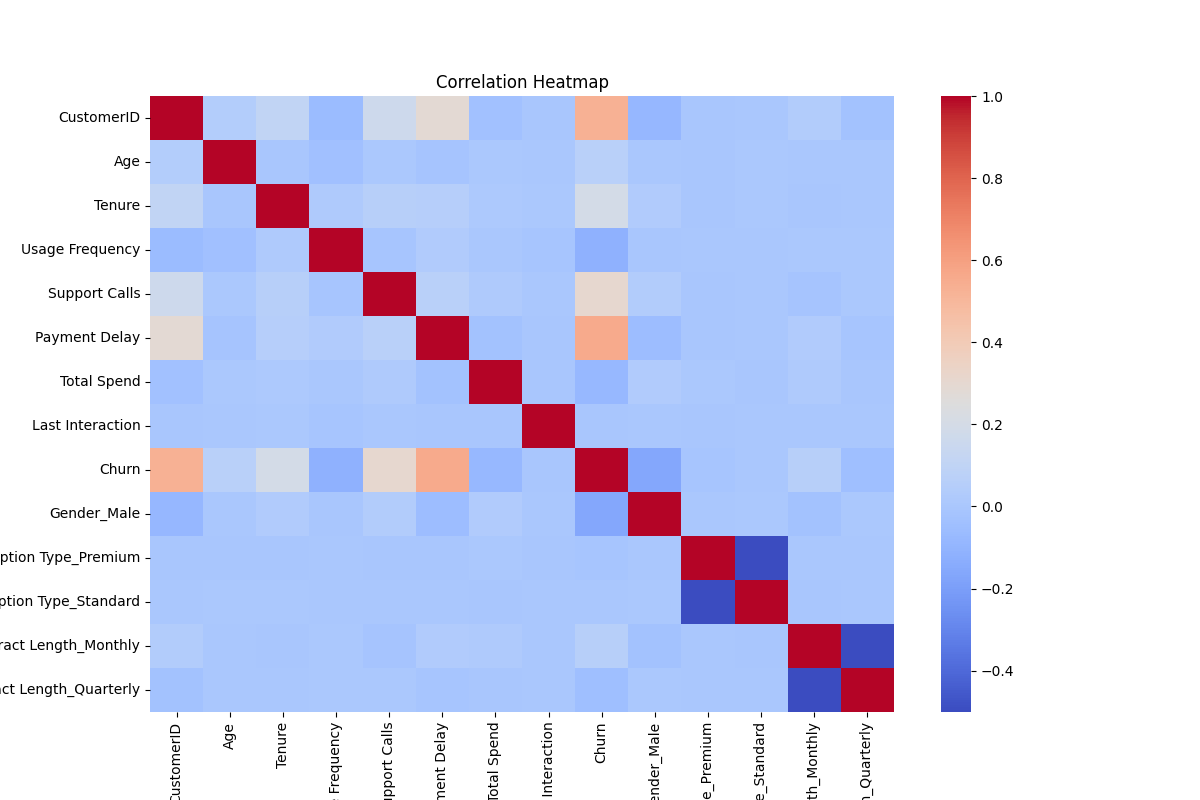 Correlation Heatmap
CustomerID
Age
Tenure
Usage Frequency
Support Calls
Payment Delay
Total Spend
Last Interaction
Churn
Gender_Male
ption Type_Premium
ption Type_Standard
ract Length_Monthly
act Length_Quarterly
CustomerID
Age
Tenure
Frequency
upport Calls
ment Delay
Total Spend
Interaction
Churn
ender_Male
e_Premium
e_Standard
th_Monthly
_Quarterly
1.0
0.8
0.6
0.4
0.2
0.0
−0.2
−0.4